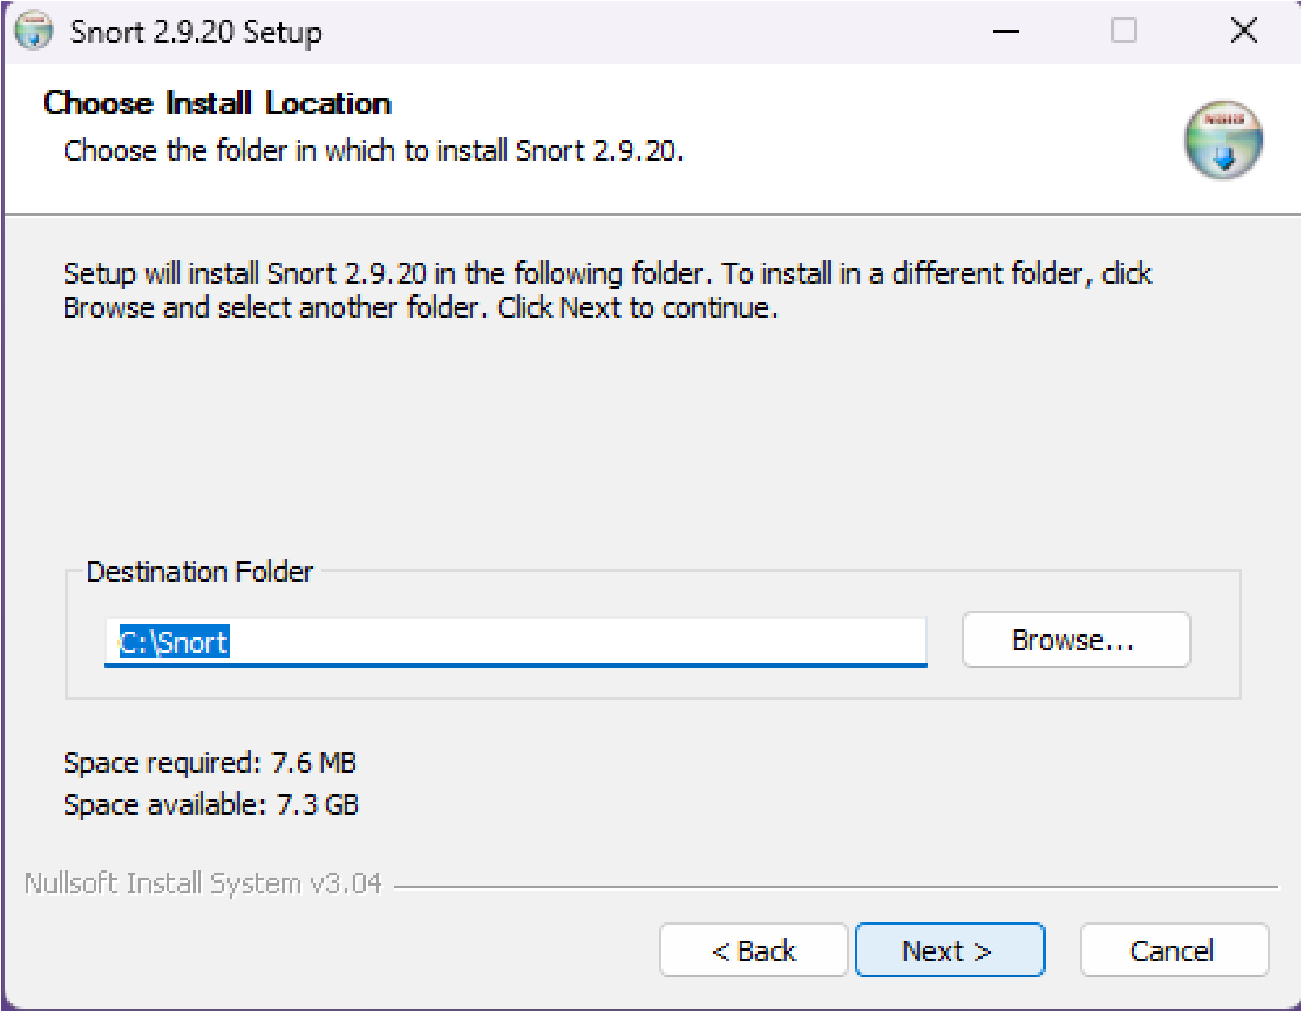 Snort 2.9.20 Setup
Choose Install Location
Choose the folder in which to install Snort 2.9.20.
Setup will install Snort 2.9.20 in the following folder. To install in a different folder, click
Browse and select another folder. Click Next to continue.
Destination Folder
C:\Snort
Browse...
Space required: 7.6 MB
Space available: 7.3 GB
Nullsoft Install System v3.04
< Back
Next >
Cancel